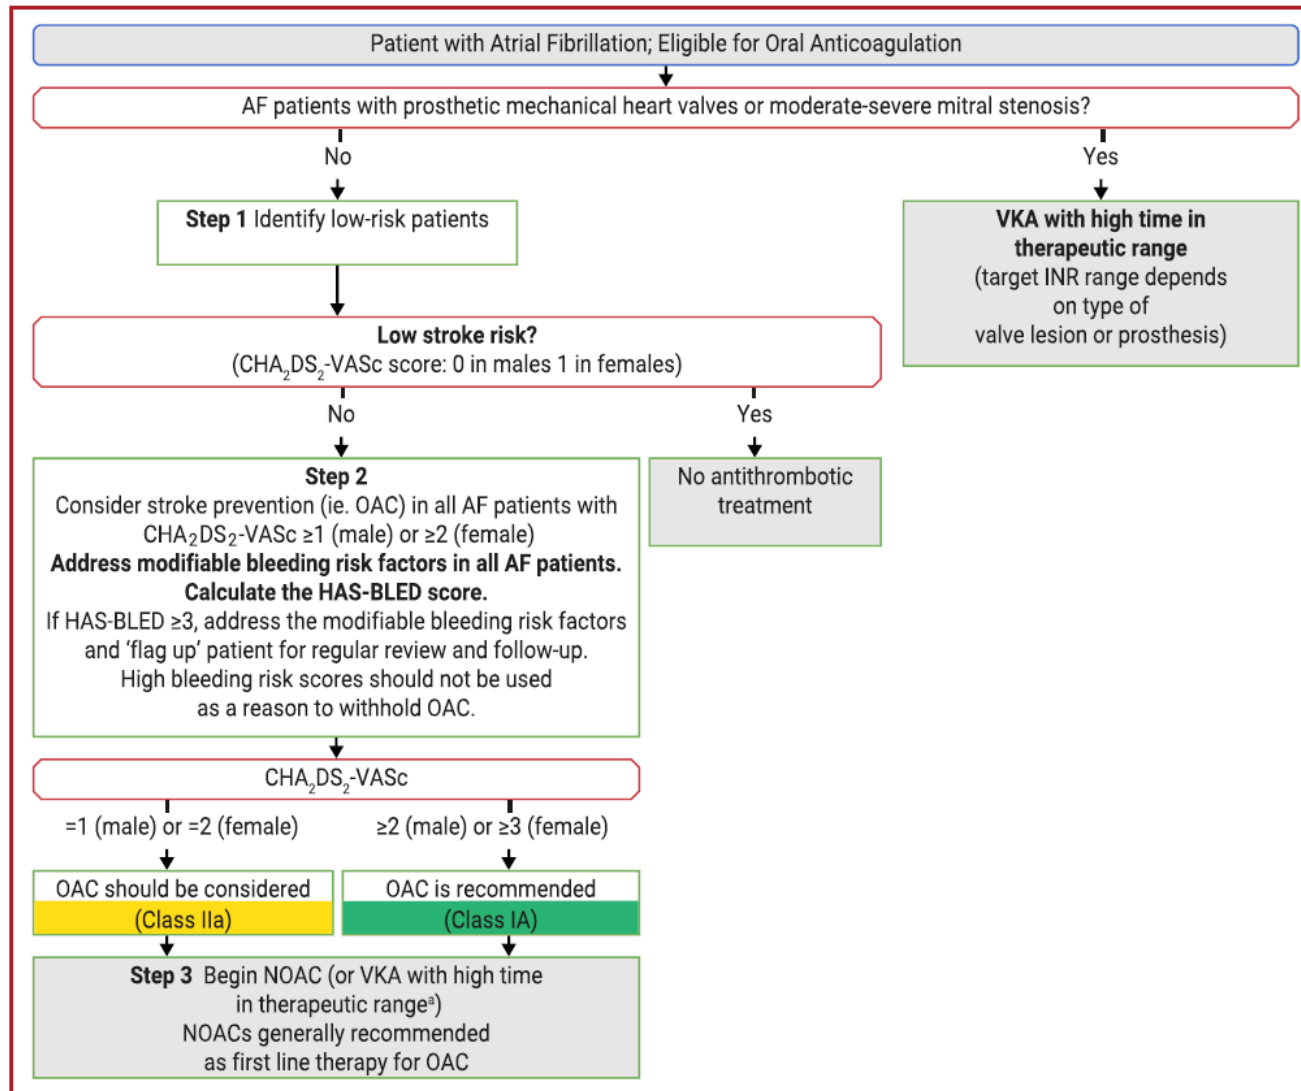 Patient with Atrial Fibrillation; Eligible for Oral Anticoagulation
AF patients with prosthetic mechanical heart valves or moderate-severe mitral stenosis?
No
Yes
Step 1 Identify low-risk patients
VKA with high time in
therapeutic range
(target INR range depends
on type of
valve lesion or prosthesis)
Low stroke risk?
(CHA₂DS₂-VASc score: 0 in males 1 in females)
No
Yes
Step 2
Consider stroke prevention (ie. OAC) in all AF patients with
CHA₂DS₂-VASc ≥1 (male) or ≥2 (female)
Address modifiable bleeding risk factors in all AF patients.
Calculate the HAS-BLED score.
If HAS-BLED ≥3, address the modifiable bleeding risk factors
and ‘flag up’ patient for regular review and follow-up.
High bleeding risk scores should not be used
as a reason to withhold OAC.
No antithrombotic
treatment
CHA₂DS₂-VASc
=1 (male) or =2 (female)
≥2 (male) or ≥3 (female)
OAC should be considered
(Class IIa)
OAC is recommended
(Class IA)
Step 3 Begin NOAC (or VKA with high time
in therapeutic rangeᵃ)
NOACs generally recommended
as first line therapy for OAC